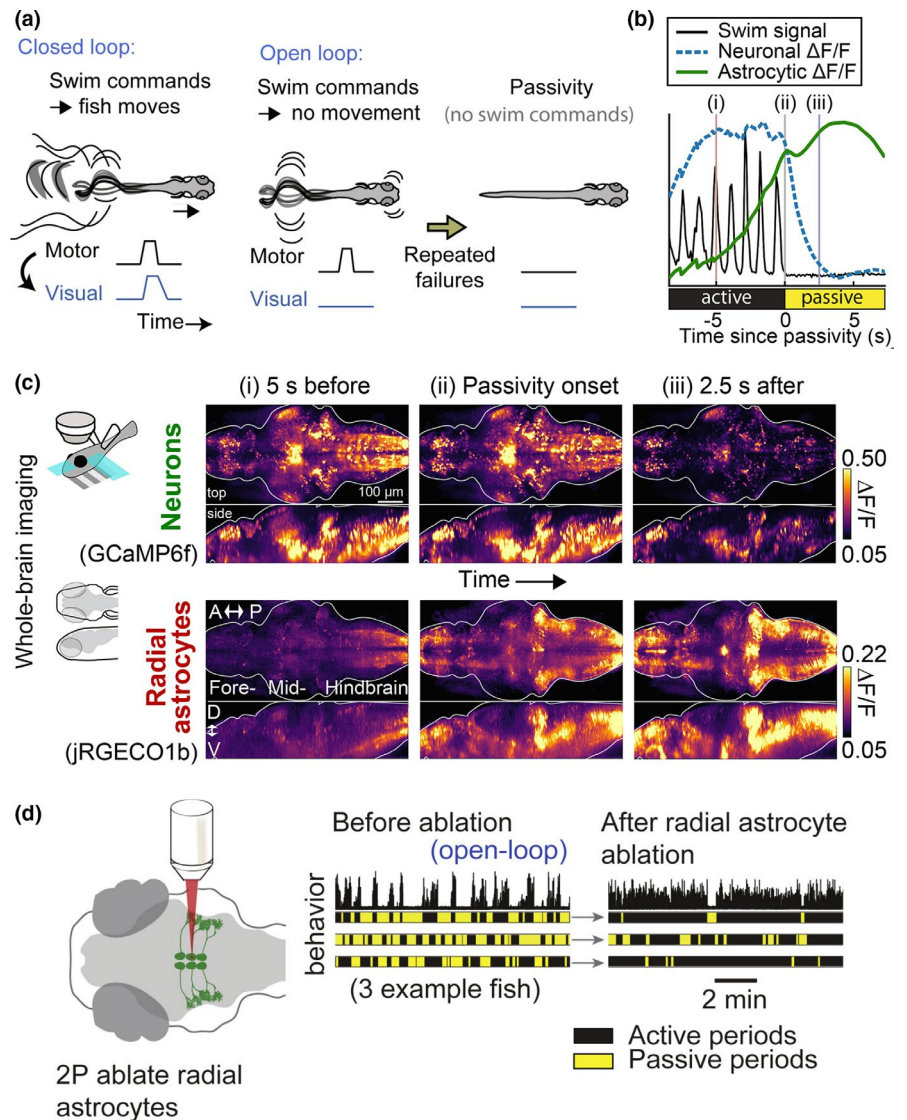 (a)
Closed loop:
Swim commands
→ fish moves
Motor
Visual
Time→
Open loop:
Swim commands
→ no movement
Motor
Visual
Repeated
failures
Passivity
(no swim commands)
(b)
Swim signal
Neuronal ΔF/F
Astrocytic ΔF/F
(i) (ii) (iii)
active passive
-5 0 5
Time since passivity (s)
(c)
(i) 5 s before (ii) Passivity onset (iii) 2.5 s after
Whole-brain imaging
Neurons
(GCaMP6f)
top
100 µm
side
0.50
ΔF/F
0.05
Time →
Radial
astrocytes
(jRGECO1b)
A↔P
Fore- Mid- Hindbrain
D
↕
V
0.22
ΔF/F
0.05
(d)
2P ablate radial
astrocytes
Before ablation
(open-loop)
After radial astrocyte
ablation
behavior
(3 example fish)
2 min
Active periods
Passive periods